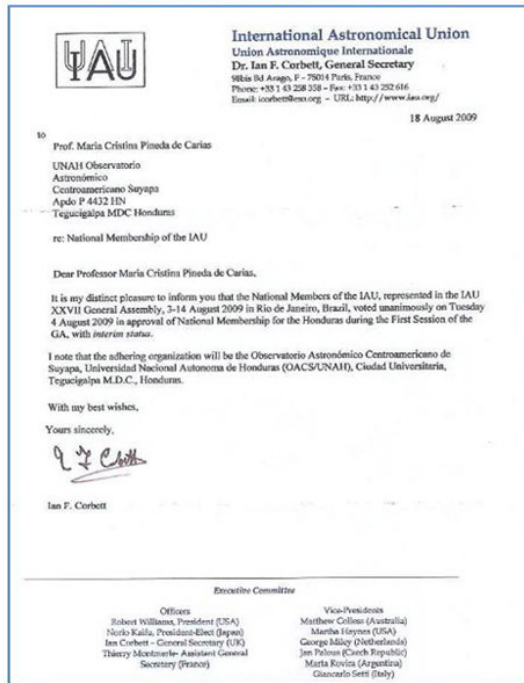 IAU
International Astronomical Union
Union Astronomique Internationale
Dr. Ian F. Corbett, General Secretary
98bis Bd Arago, F – 75014 Paris, France
Phone: +33 1 43 258 358 – Fax: +33 1 43 252 616
Email: icorbett@eso.org – URL: http://www.iau.org/
18 August 2009
to
Prof. Maria Cristina Pineda de Carias
UNAH Observatorio
Astronómico
Centroamericano Suyapa
Apdo P 4432 HN
Tegucigalpa MDC Honduras
re: National Membership of the IAU
Dear Professor Maria Cristina Pineda de Carias,
It is my distinct pleasure to inform you that the National Members of the IAU, represented in the IAU
XXVII General Assembly, 3-14 August 2009 in Rio de Janeiro, Brazil, voted unanimously on Tuesday
4 August 2009 in approval of National Membership for the Honduras during the First Session of the
GA, with interim status.
I note that the adhering organization will be the Observatorio Astronómico Centroamericano de
Suyapa, Universidad Nacional Autonoma de Honduras (OACS/UNAH), Ciudad Universitaria,
Tegucigalpa M.D.C., Honduras.
With my best wishes,
Yours sincerely,
Ian F. Corbett
Executive Committee
Officers
Robert Williams, President (USA)
Norio Kaifu, President-Elect (Japan)
Ian Corbett – General Secretary (UK)
Thierry Montmerle– Assistant General
Secretary (France)
Vice-Presidents
Matthew Colless (Australia)
Martha Haynes (USA)
George Miley (Netherlands)
Jan Palous (Czech Republic)
Marta Rovira (Argentina)
Giancarlo Setti (Italy)